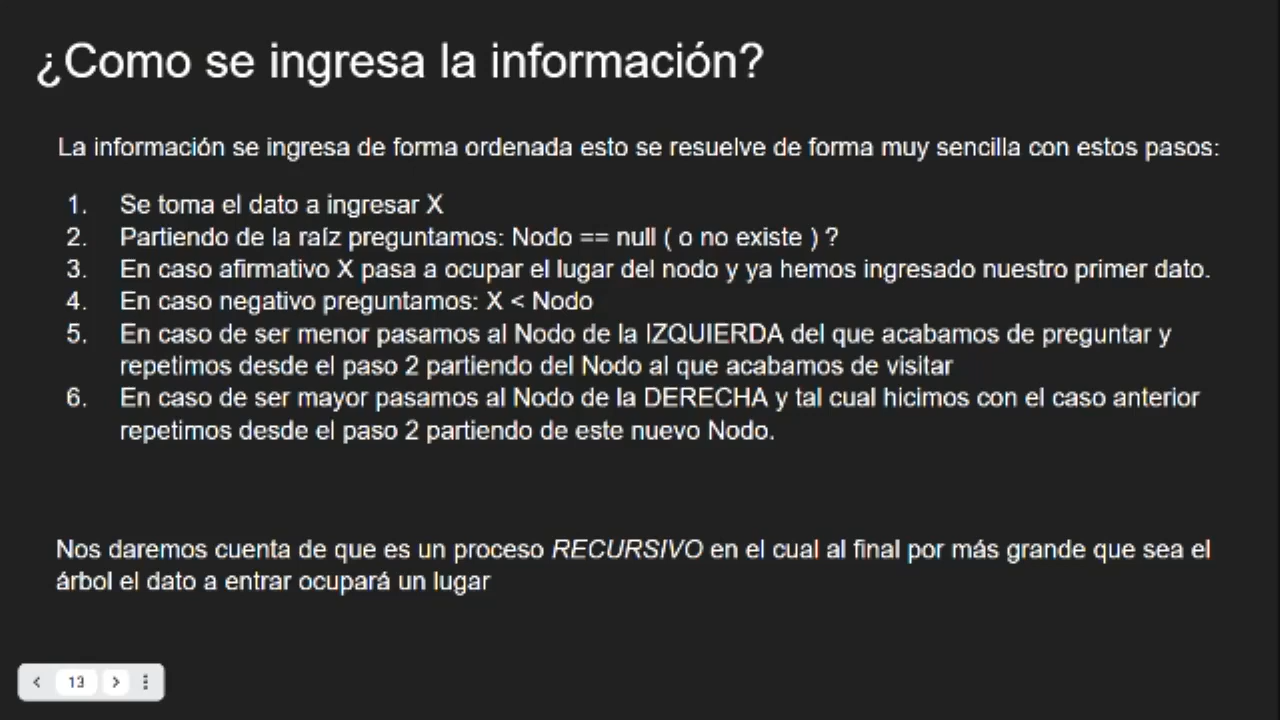 ¿Como se ingresa la información?
La información se ingresa de forma ordenada esto se resuelve de forma muy sencilla con estos pasos:
1. Se toma el dato a ingresar X
2. Partiendo de la raíz preguntamos: Nodo == null ( o no existe ) ?
3. En caso afirmativo X pasa a ocupar el lugar del nodo y ya hemos ingresado nuestro primer dato.
4. En caso negativo preguntamos: X < Nodo
5. En caso de ser menor pasamos al Nodo de la IZQUIERDA del que acabamos de preguntar y
repetimos desde el paso 2 partiendo del Nodo al que acabamos de visitar
6. En caso de ser mayor pasamos al Nodo de la DERECHA y tal cual hicimos con el caso anterior
repetimos desde el paso 2 partiendo de este nuevo Nodo.
Nos daremos cuenta de que es un proceso RECURSIVO en el cual al final por más grande que sea el
árbol el dato a entrar ocupará un lugar
13